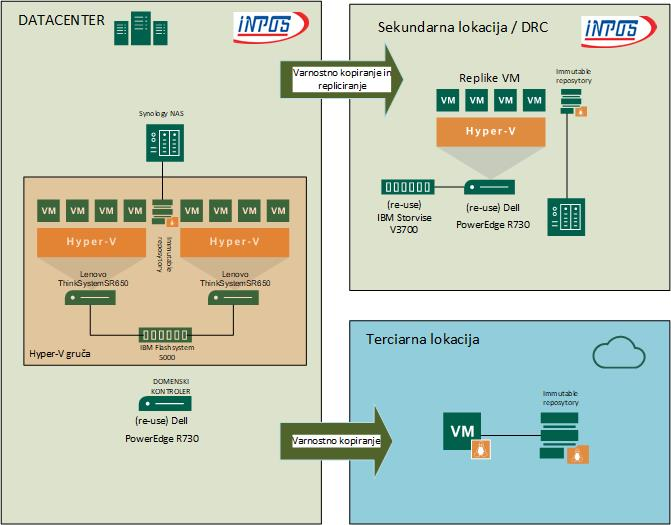 DATACENTER
INPOS
Synology NAS
VM VM VM VM
VM VM VM VM
Hyper-V
Immutable
reposytory
Hyper-V
Lenovo
ThinkSystemSR650
Lenovo
ThinkSystemSR650
IBM Flashsystem
5000
Hyper-V gruča
DOMENSKI
KONTROLER
(re-use) Dell
PowerEdge R730
Varnostno kopiranje in
repliciranje
Varnostno kopiranje
Sekundarna lokacija / DRC
INPOS
Replike VM
VM VM VM VM
Hyper-V
Immutable
reposytory
(re-use)
IBM Storvise
V3700
(re-use) Dell
PowerEdge R730
Terciarna lokacija
VM
Immutable
reposytory